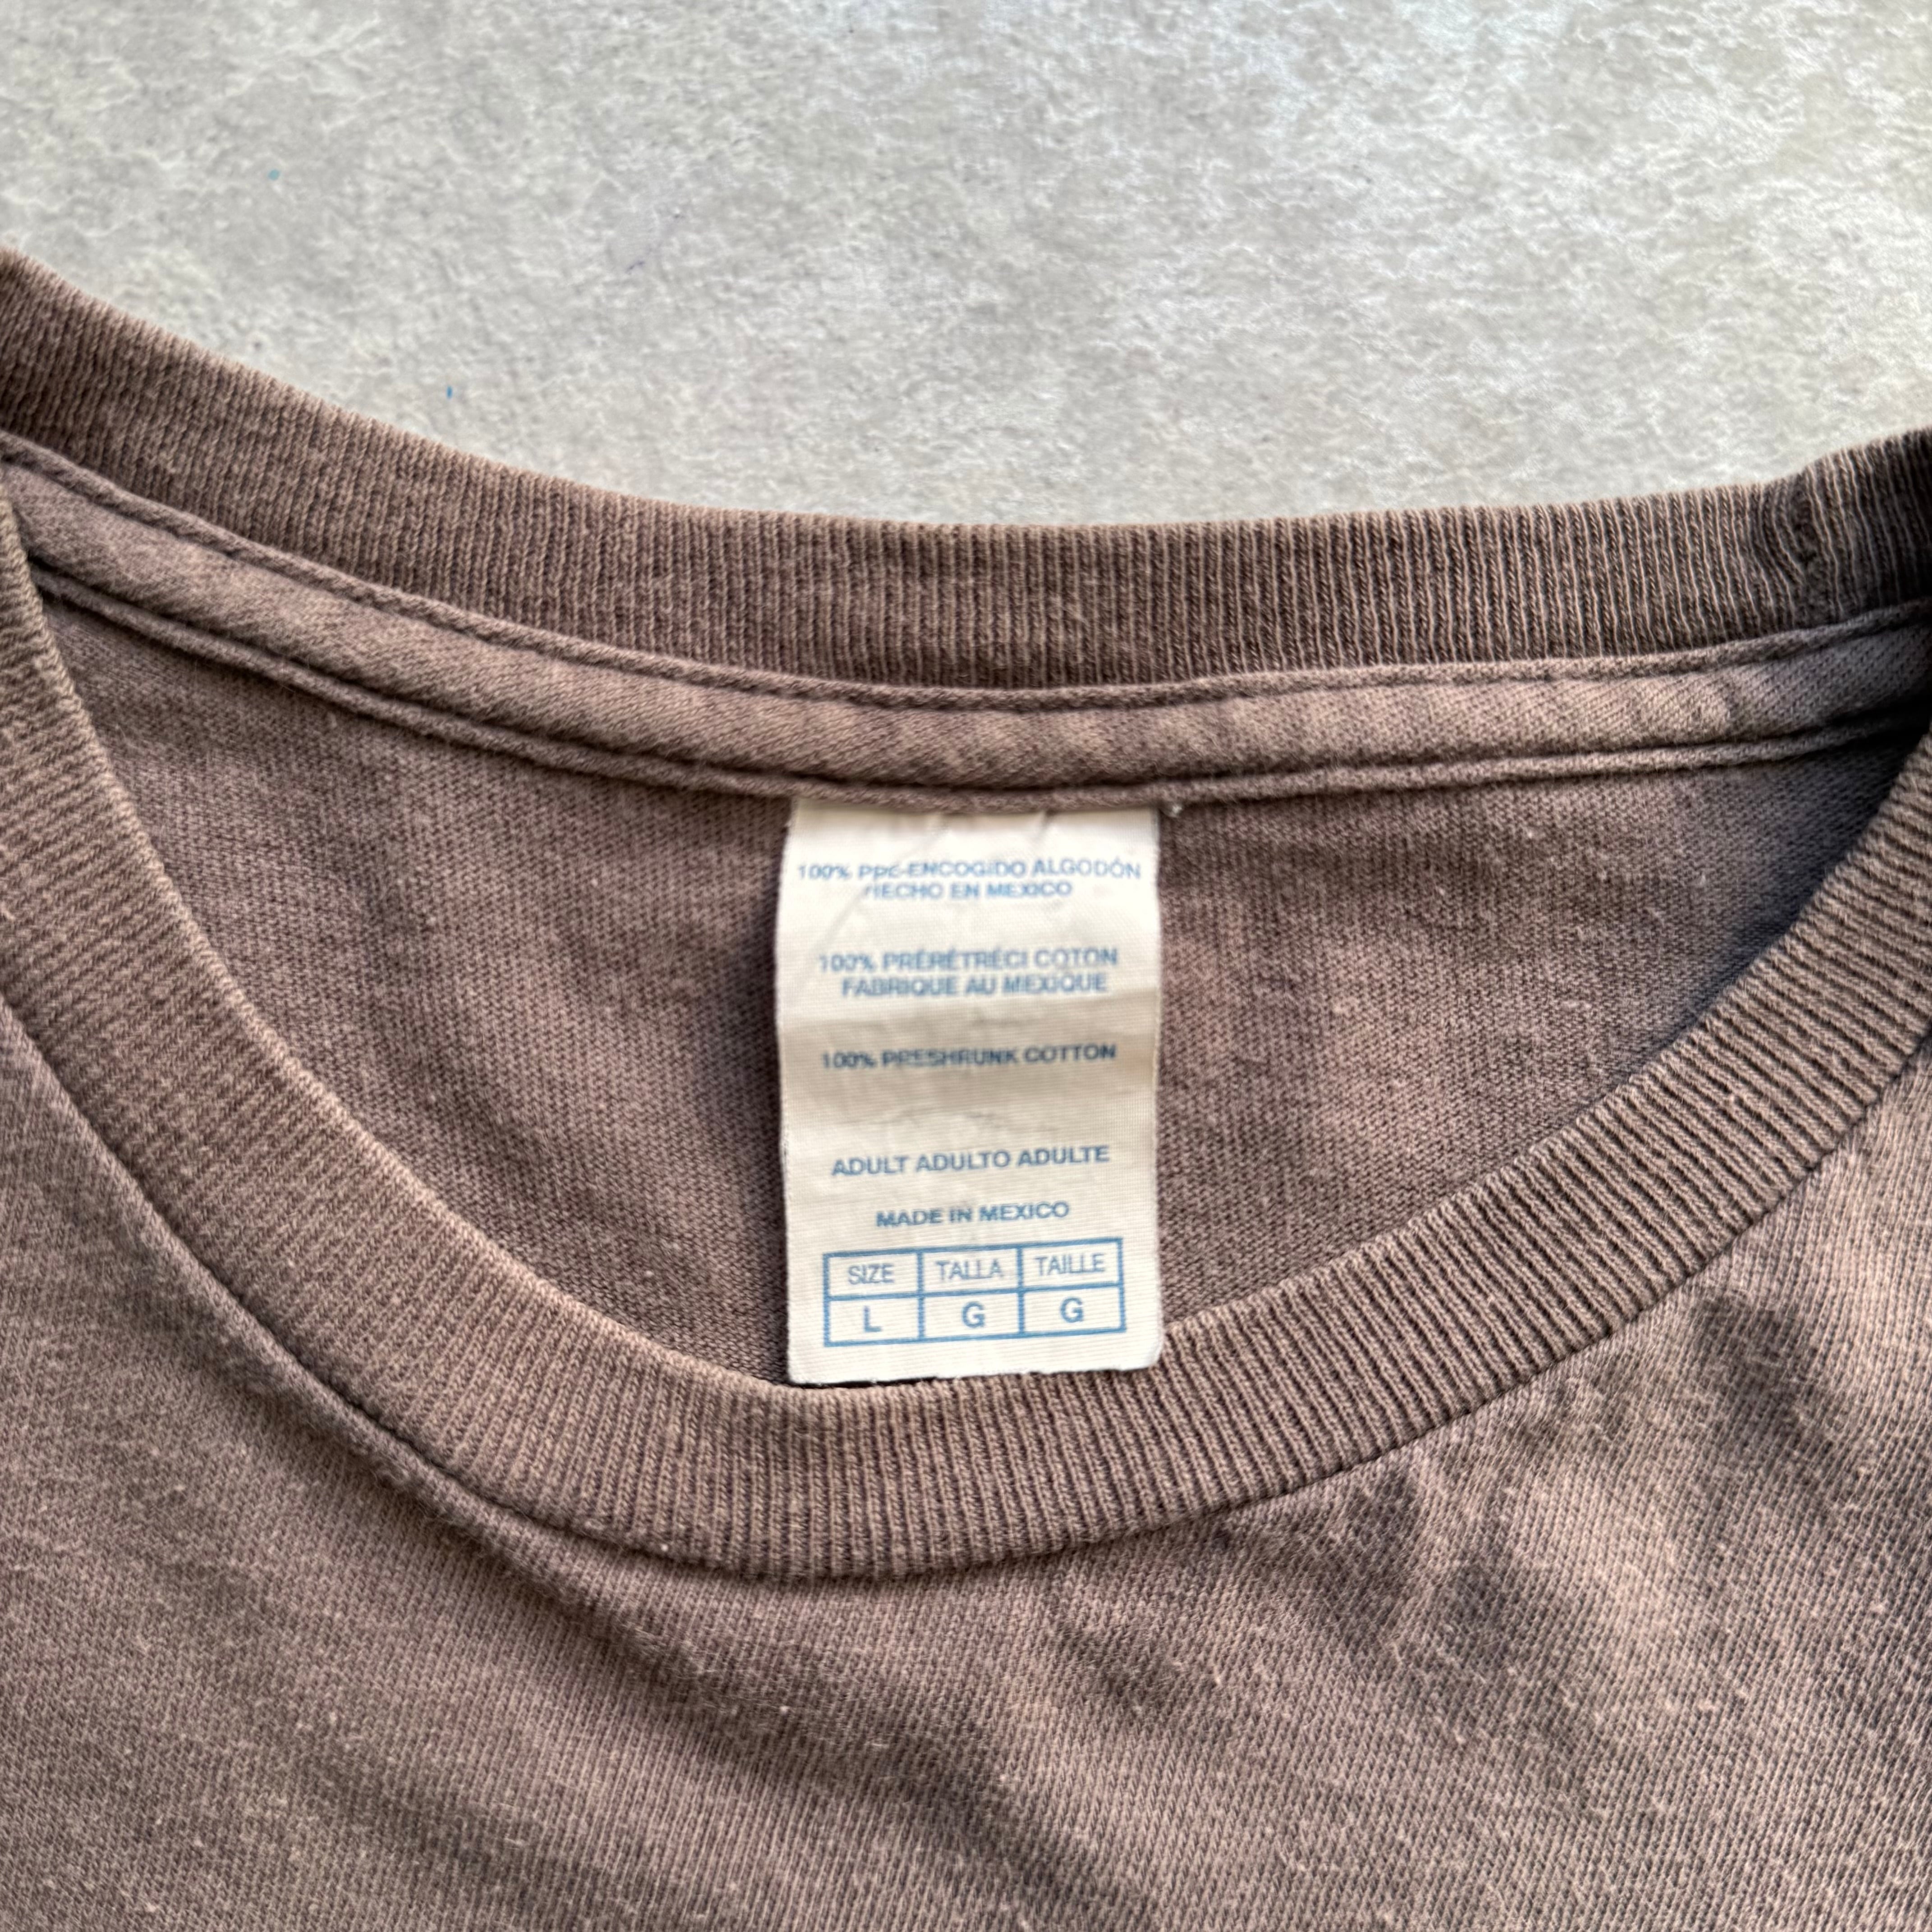 100% PRE-ENCOGIDO ALGODÓN
HECHO EN MEXICO
100% PRÉRÉTRÉCI COTON
FABRIQUE AU MEXIQUE
100% PRESHRUNK COTTON
ADULT ADULTO ADULTE
MADE IN MEXICO
SIZE TALLA TAILLE
L G G